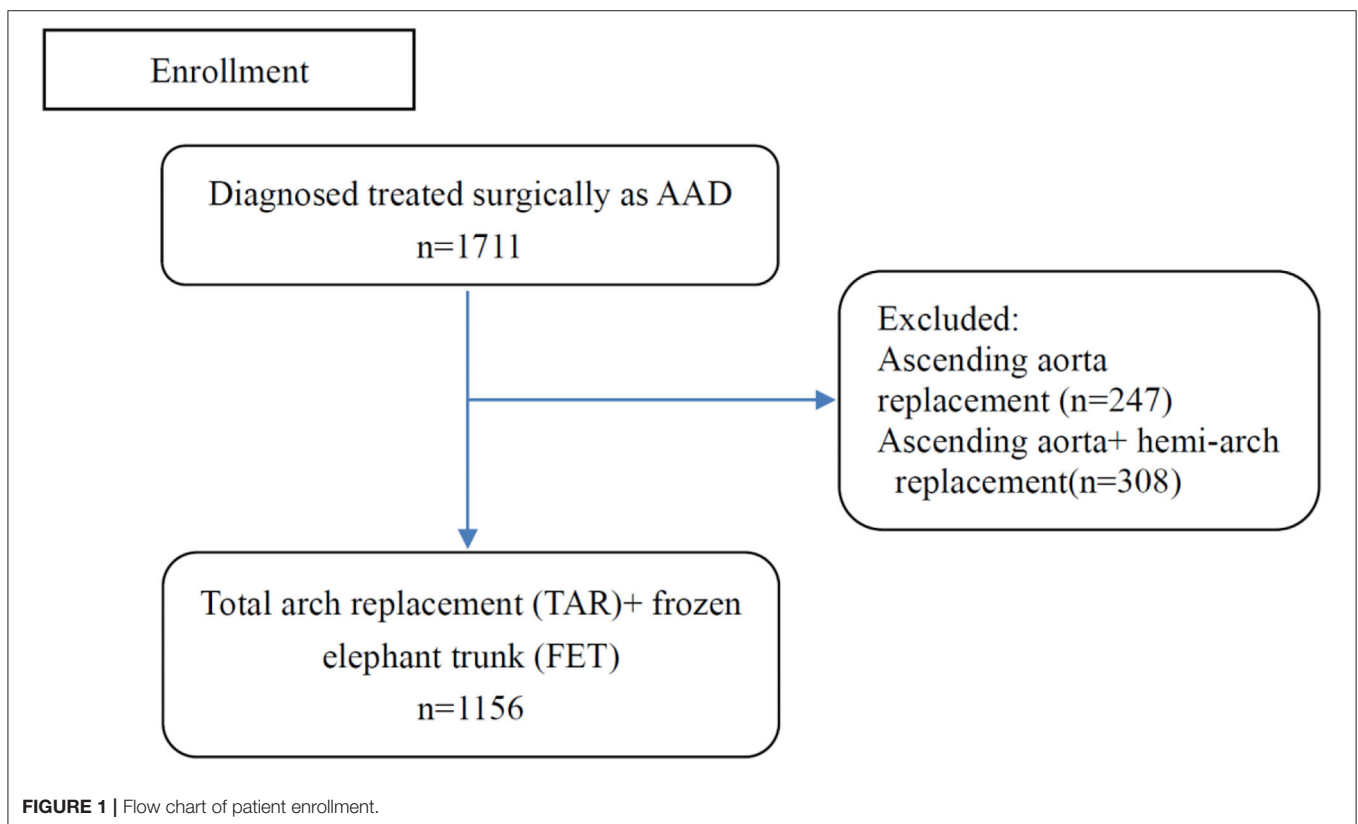 Enrollment
Diagnosed treated surgically as AAD
n=1711
Excluded:
Ascending aorta
replacement (n=247)
Ascending aorta+ hemi-arch
replacement(n=308)
Total arch replacement (TAR)+ frozen
elephant trunk (FET)
n=1156
FIGURE 1 | Flow chart of patient enrollment.